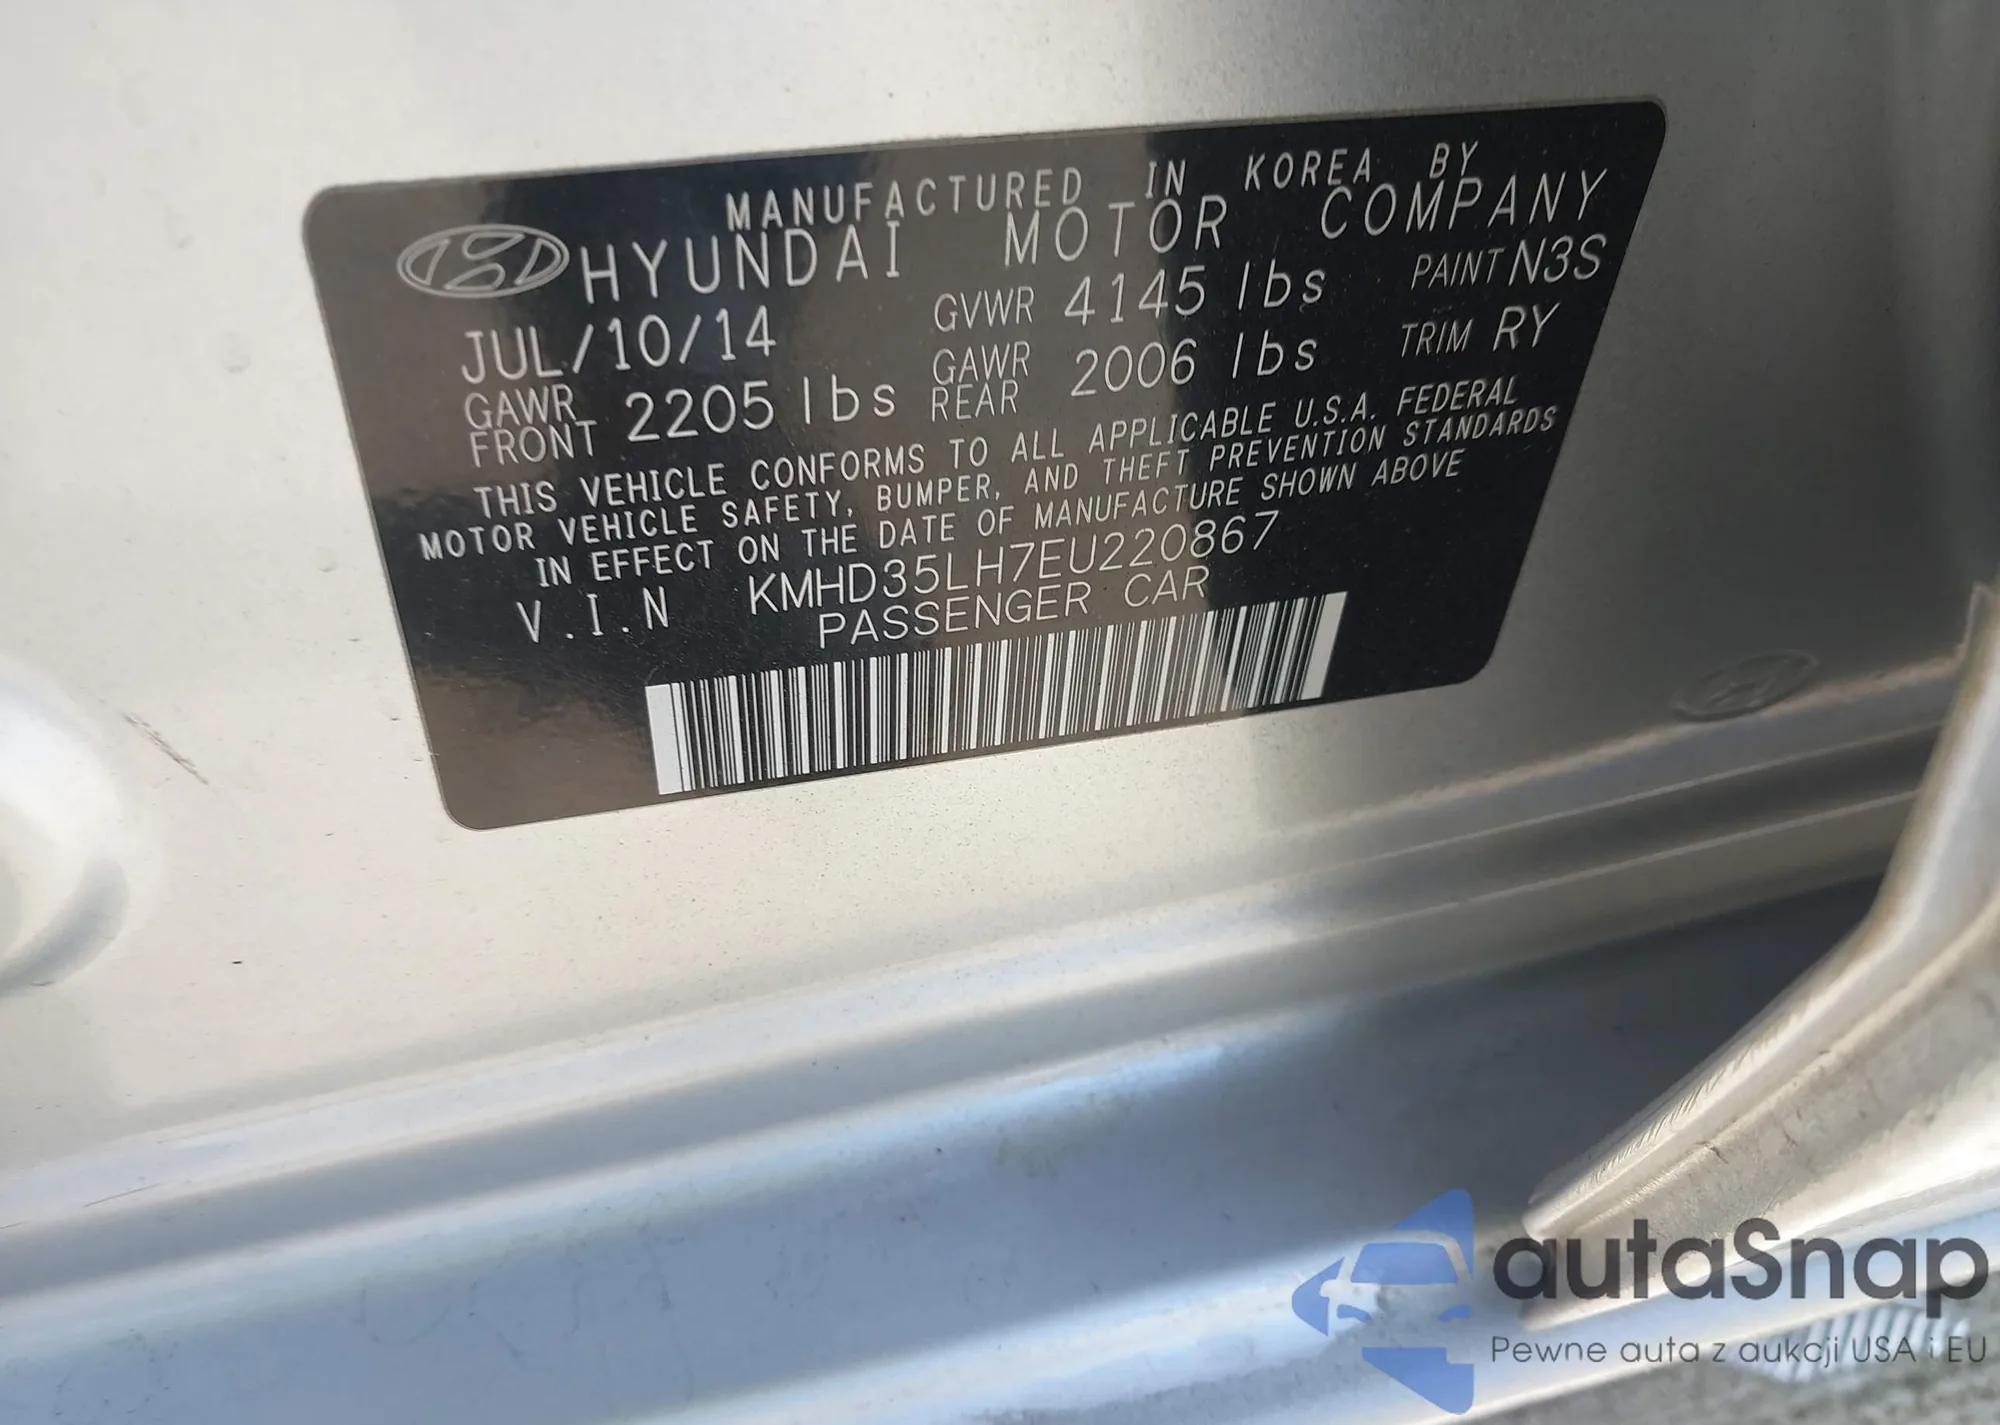 MANUFACTURED IN KOREA BY
HYUNDAI MOTOR COMPANY
JUL/10/14 GVWR 4145 lbs PAINT N3S
GAWR FRONT 2205 lbs GAWR REAR 2006 lbs TRIM RY
THIS VEHICLE CONFORMS TO ALL APPLICABLE U.S.A. FEDERAL
MOTOR VEHICLE SAFETY, BUMPER, AND THEFT PREVENTION STANDARDS
IN EFFECT ON THE DATE OF MANUFACTURE SHOWN ABOVE
V.I.N KMHD35LH7EU220867
PASSENGER CAR
autaSnap
Pewne auta z aukcji USA i EU